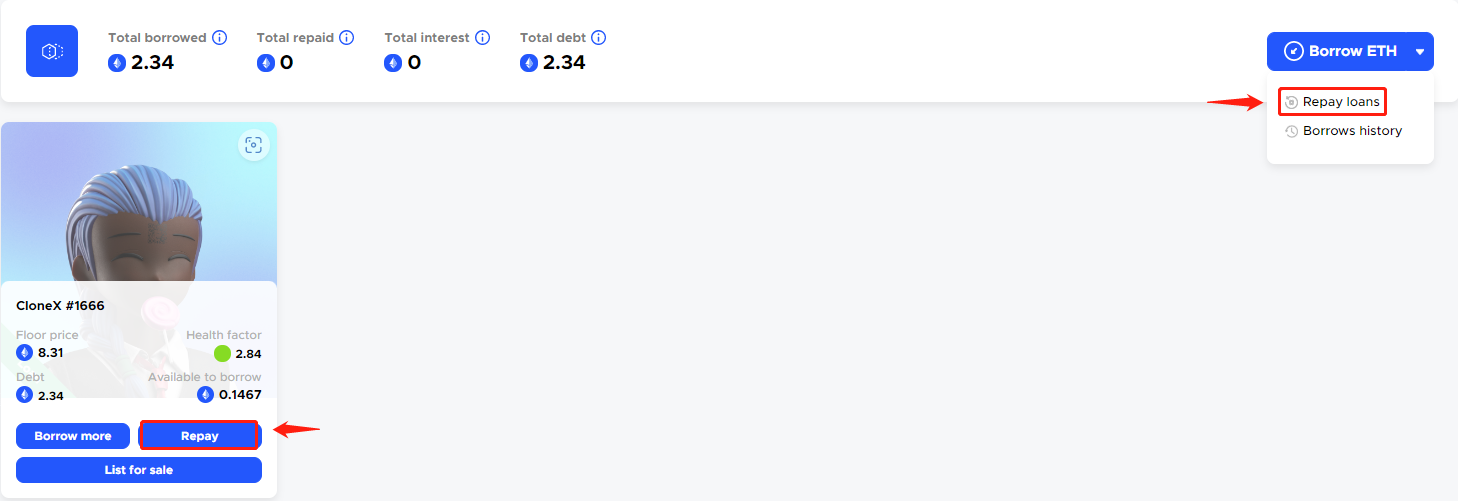 Total borrowed Total repaid Total interest Total debt
2.34 0 0 2.34
Borrow ETH
Repay loans
Borrows history
CloneX #1666
Floor price Health factor
8.31 2.84
Debt Available to borrow
2.34 0.1467
Borrow more Repay
List for sale